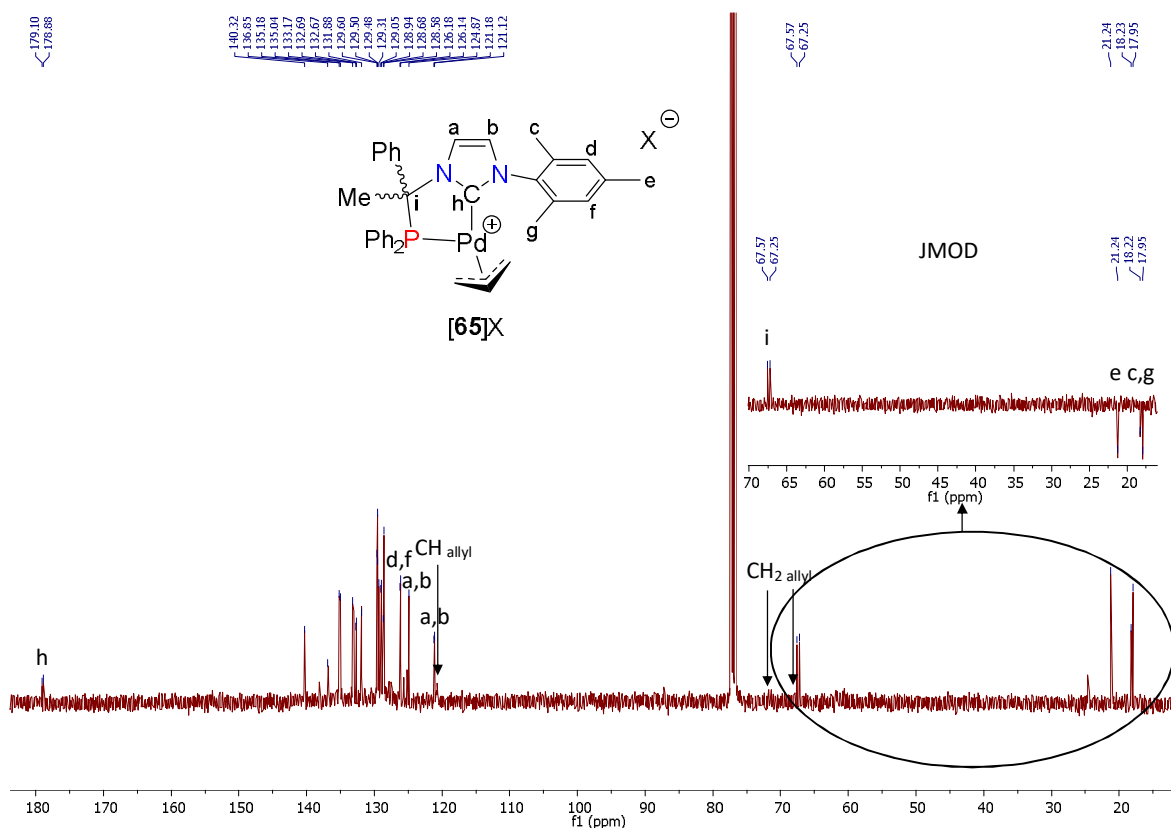 179.10
178.88
140.32
136.85
135.18
135.04
133.17
132.69
132.67
131.88
129.60
129.50
129.48
129.31
129.05
128.94
128.68
128.58
126.18
126.14
124.87
121.18
121.12
67.57
67.25
21.24
18.23
17.95
a b
c
d
e
f
g
h
i
Ph
Me
N N
C
Ph2P
Pd⊕
X⊖
[65]X
67.57
67.25
21.24
18.22
17.95
JMOD
i
e c,g
70 65 60 55 50 45 40 35 30 25 20
f1 (ppm)
h
d,f
a,b
a,b
CH allyl
CH2 allyl
180 170 160 150 140 130 120 110 100 90 80 70 60 50 40 30 20
f1 (ppm)